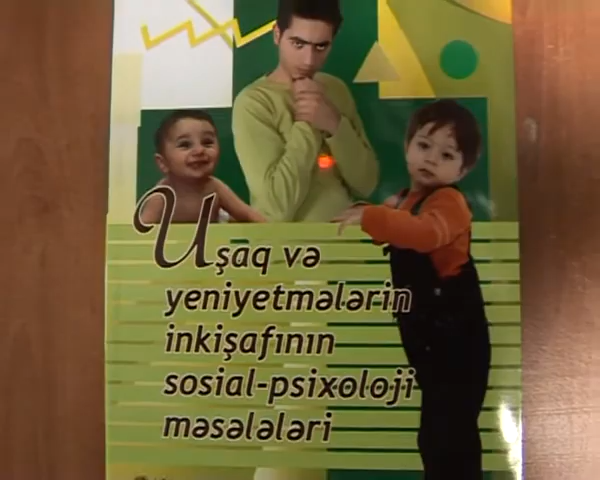 Uşaq və
yeniyetmələrin
inkişafının
sosial-psixoloji
məsələləri